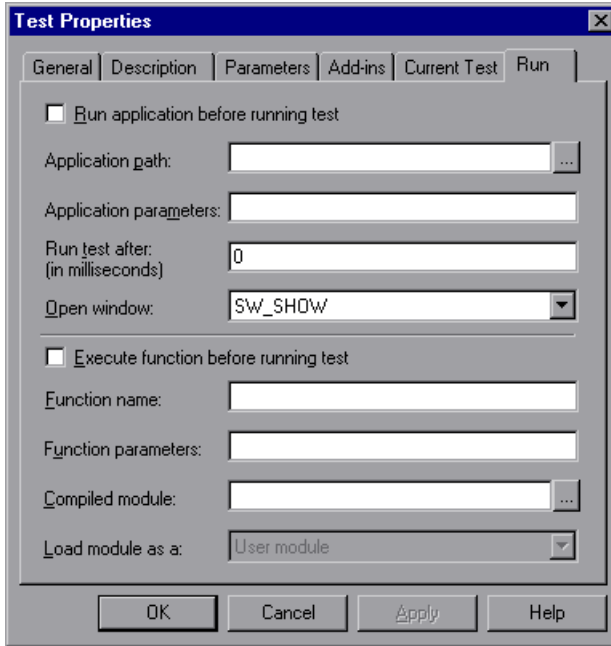 Test Properties
General Description Parameters Add-ins Current Test Run
Run application before running test
Application path: ...
Application parameters:
Run test after: 0
(in milliseconds)
Open window: SW_SHOW
Execute function before running test
Function name:
Function parameters:
Compiled module: ...
Load module as a: User module
OK Cancel Apply Help